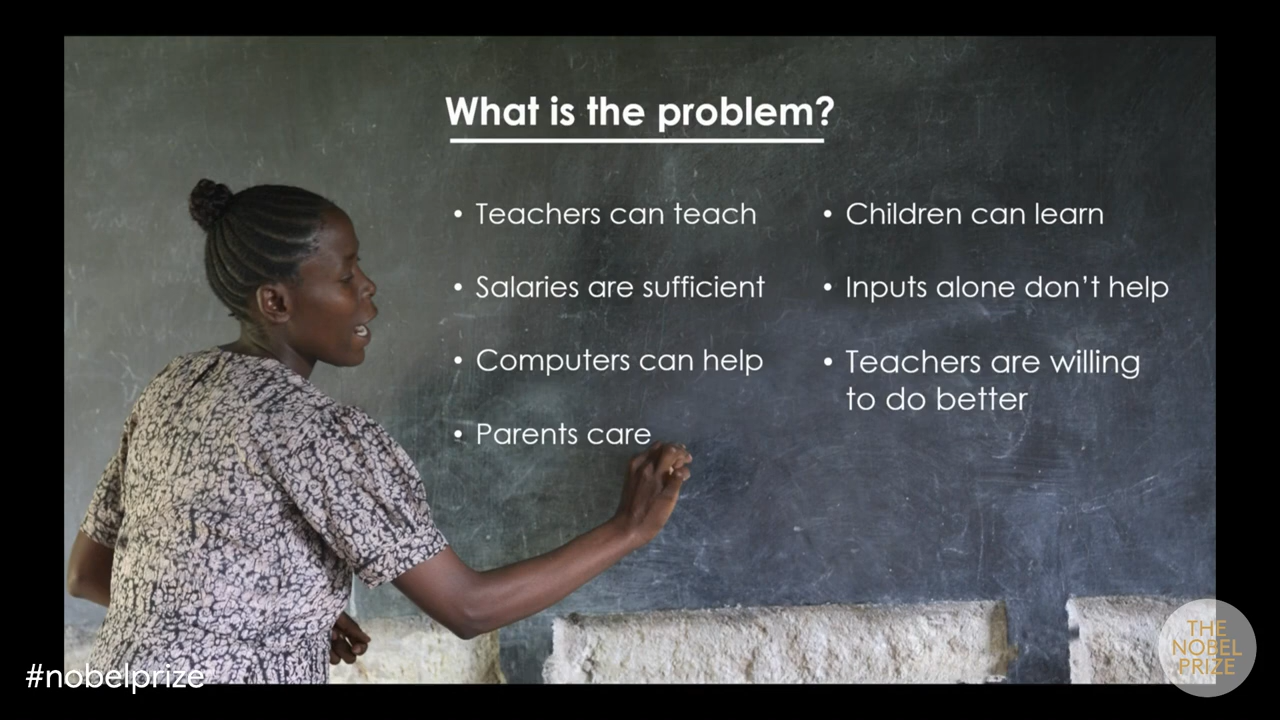 What is the problem?
• Teachers can teach
• Salaries are sufficient
• Computers can help
• Parents care
• Children can learn
• Inputs alone don’t help
• Teachers are willing
to do better
#nobelprize
THE
NOBEL
PRIZE